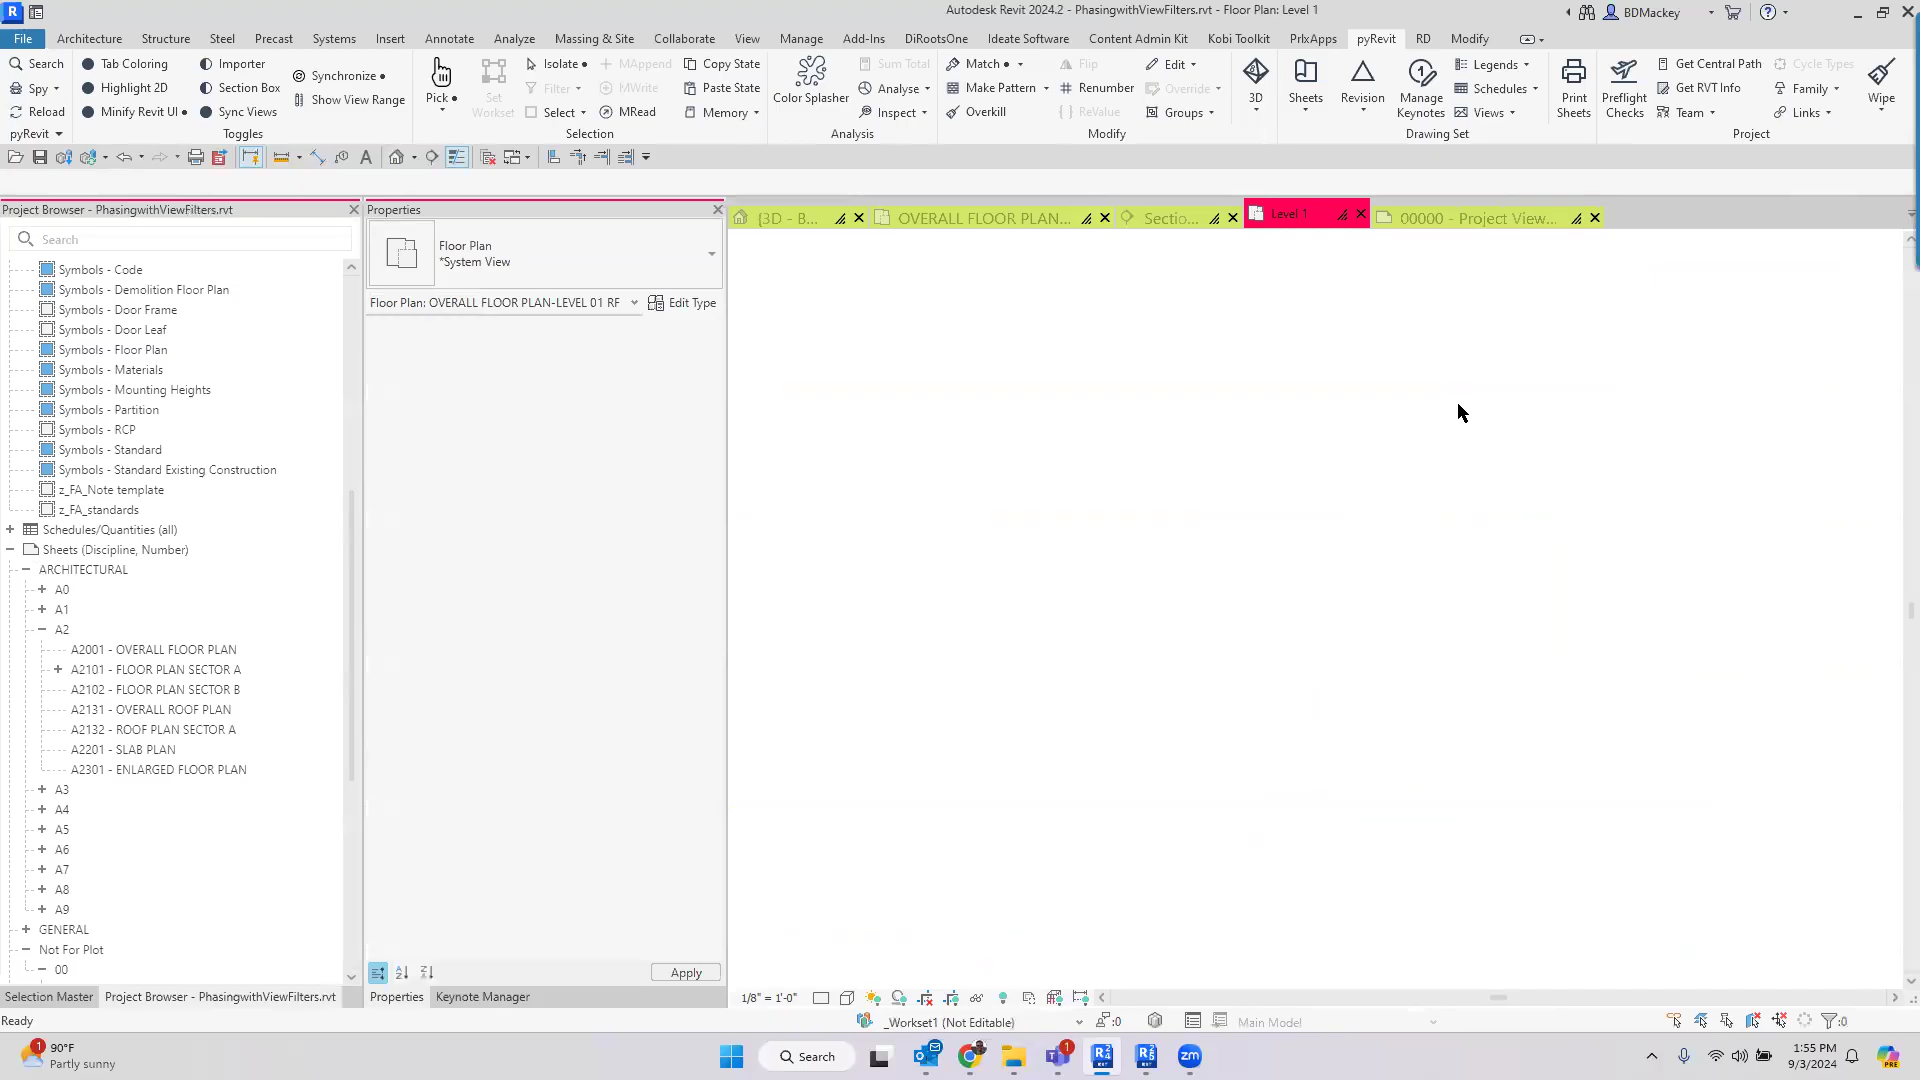 Autodesk Revit 2024.2 - PhasingwithViewFilters.rvt - Floor Plan: Level 1
BDMackey
File Architecture Structure Steel Precast Systems Insert Annotate Analyze Massing & Site Collaborate View Manage Add-Ins DiRootsOne Ideate Software Content Admin Kit Kobi Toolkit PrlxApps pyRevit RD Modify
Search
Spy
Reload
pyRevit
Tab Coloring
Highlight 2D
Minify Revit UI
Importer
Section Box
Sync Views
Synchronize
Show View Range
Toggles
Pick
Set
Workset
Isolate
Filter
Select
MAppend
MWrite
MRead
Copy State
Paste State
Memory
Selection
Color Splasher
Sum Total
Analyse
Inspect
Analysis
Match
Make Pattern
Overkill
Flip
Renumber
ReValue
Edit
Override
Groups
Modify
3D
Sheets
Revision
Manage
Keynotes
Legends
Schedules
Views
Print
Sheets
Drawing Set
Preflight
Checks
Get Central Path
Get RVT Info
Team
Cycle Types
Family
Links
Wipe
Project
Project Browser - PhasingwithViewFilters.rvt
Search
Symbols - Code
Symbols - Demolition Floor Plan
Symbols - Door Frame
Symbols - Door Leaf
Symbols - Floor Plan
Symbols - Materials
Symbols - Mounting Heights
Symbols - Partition
Symbols - RCP
Symbols - Standard
Symbols - Standard Existing Construction
z_FA_Note template
z_FA_standards
Schedules/Quantities (all)
Sheets (Discipline, Number)
ARCHITECTURAL
A0
A1
A2
A2001 - OVERALL FLOOR PLAN
A2101 - FLOOR PLAN SECTOR A
A2102 - FLOOR PLAN SECTOR B
A2131 - OVERALL ROOF PLAN
A2132 - ROOF PLAN SECTOR A
A2201 - SLAB PLAN
A2301 - ENLARGED FLOOR PLAN
A3
A4
A5
A6
A7
A8
A9
GENERAL
Not For Plot
00
Selection Master Project Browser - PhasingwithViewFilters.rvt
Properties
Floor Plan
*System View
Floor Plan: OVERALL FLOOR PLAN-LEVEL 01 RF
Edit Type
Apply
Properties Keynote Manager
{3D - B... OVERALL FLOOR PLAN... Sectio... Level 1 00000 - Project View...
1/8" = 1'-0"
Ready
_Workset1 (Not Editable)
:0
Main Model
:0
1
90°F
Partly sunny
Search
1
zm
1:55 PM
9/3/2024
PRE